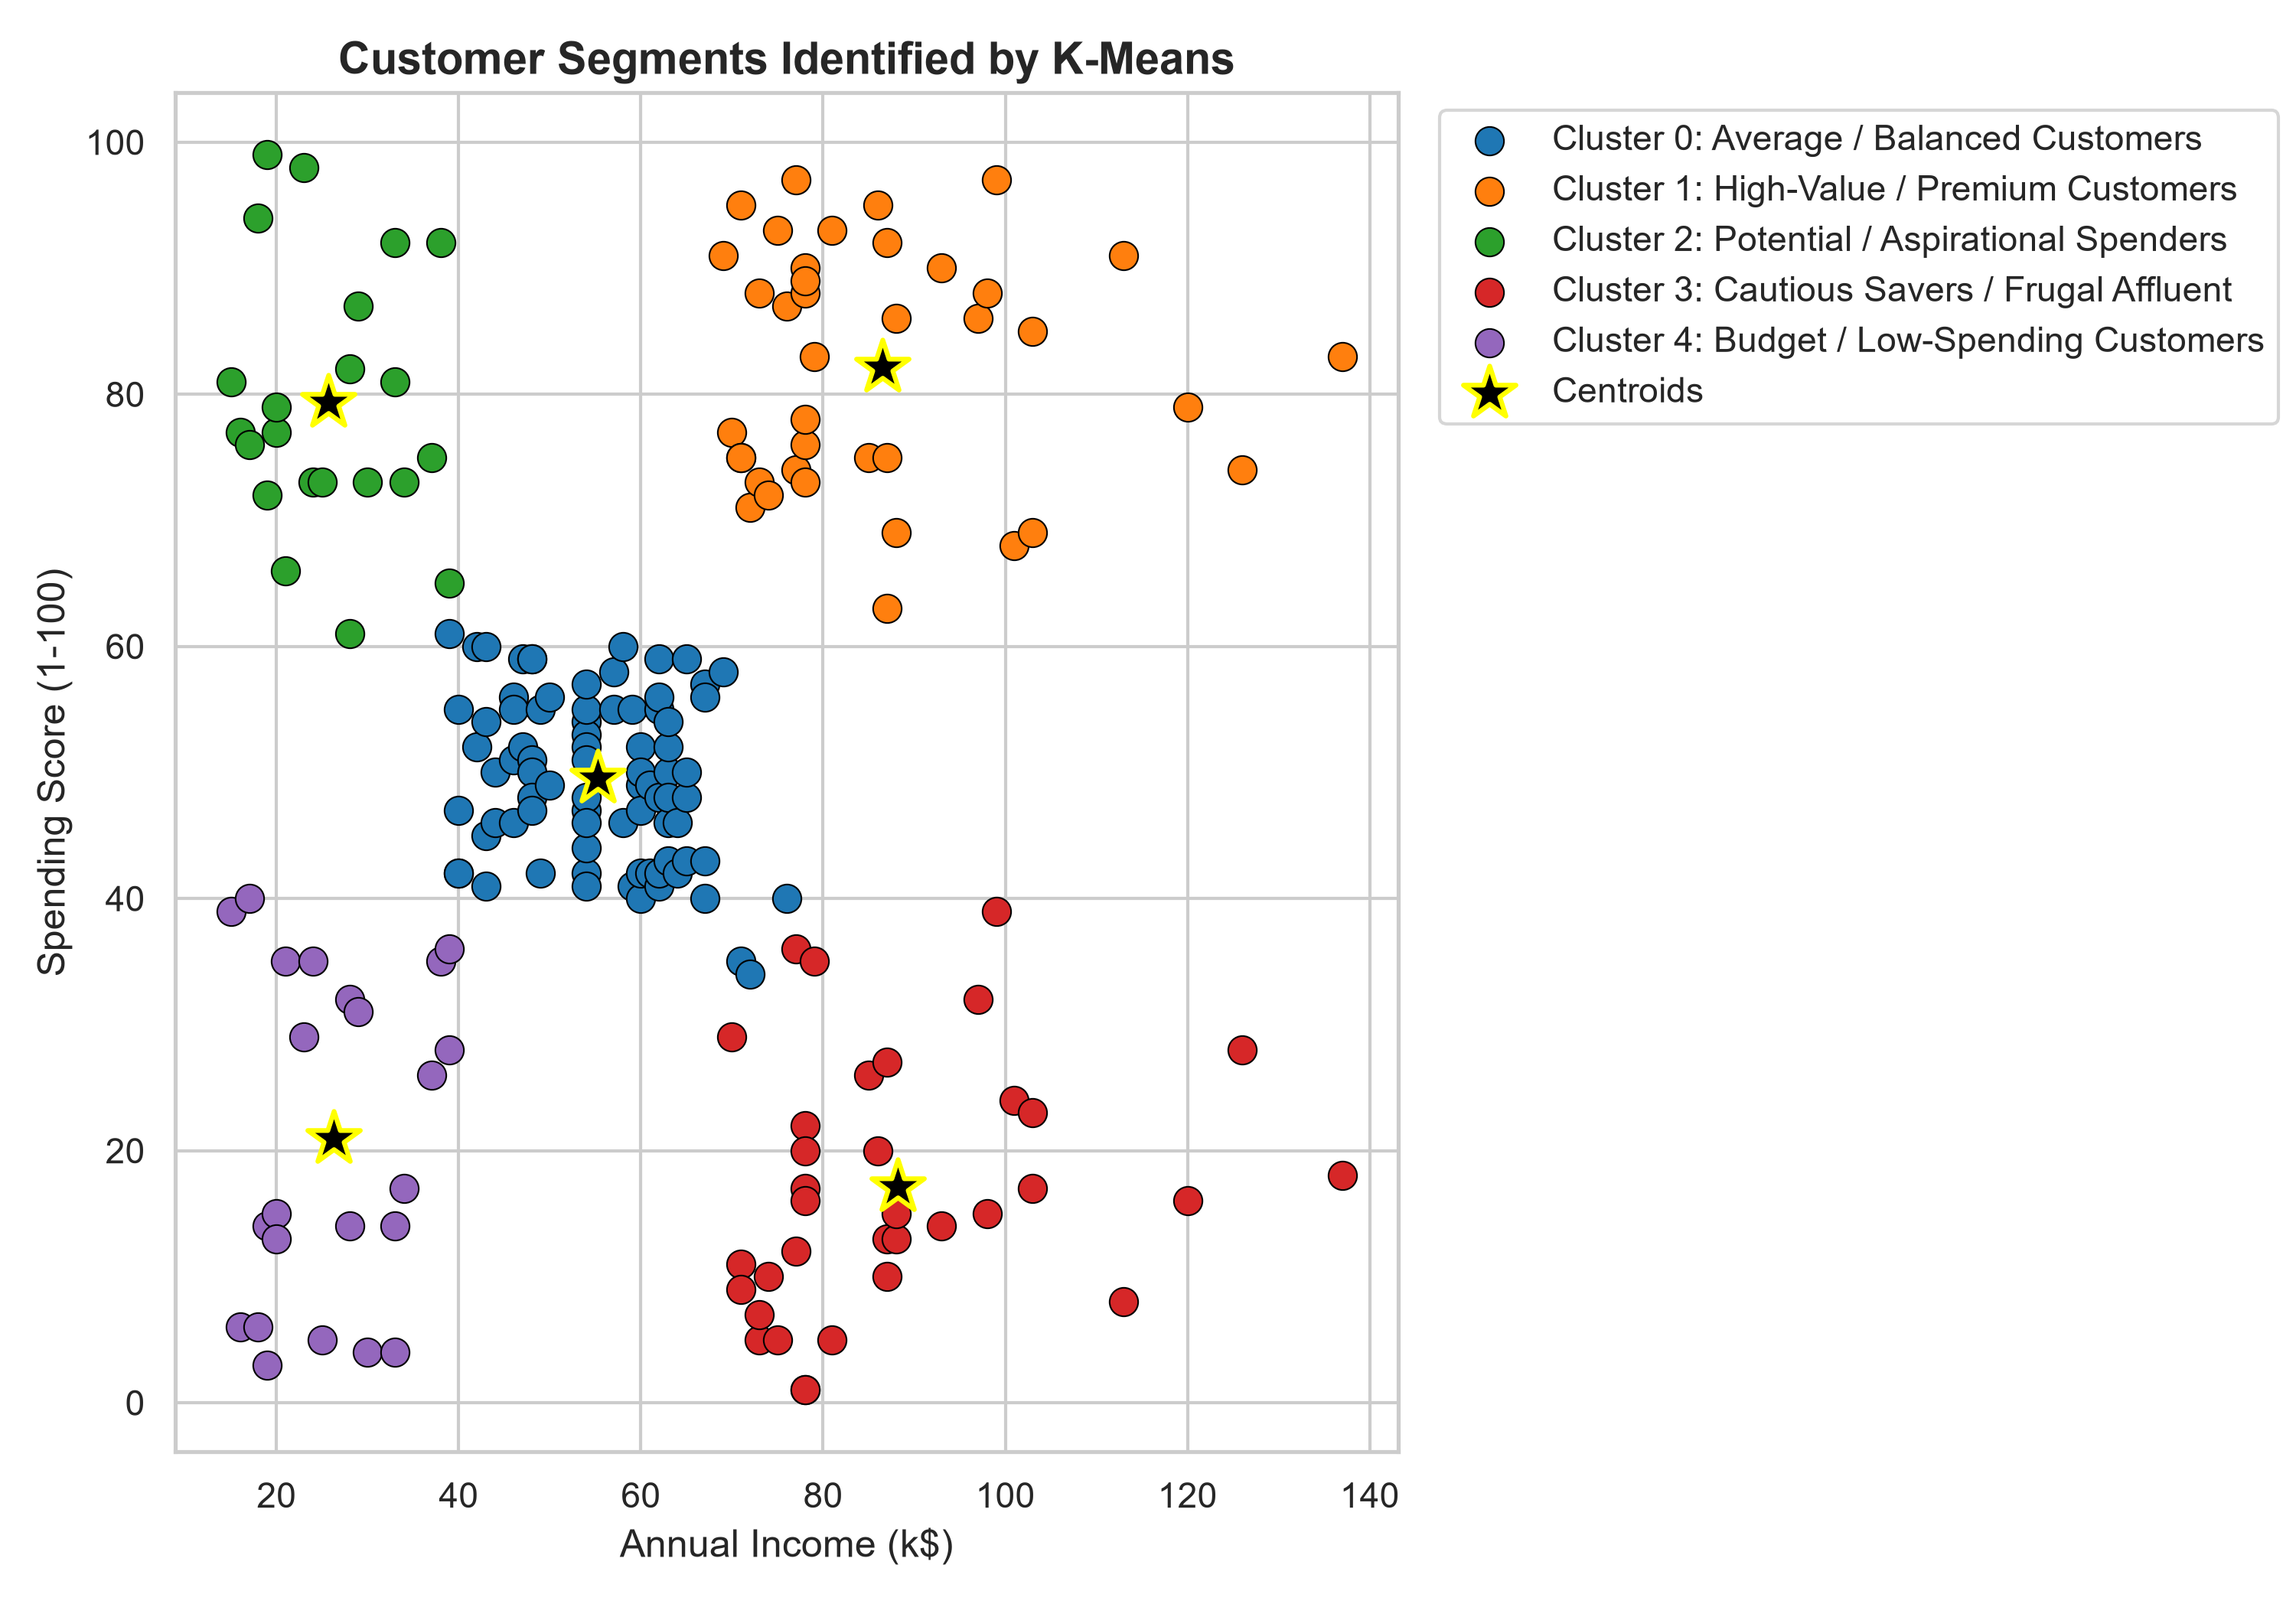 Customer Segments Identified by K-Means
Cluster 0: Average / Balanced Customers
Cluster 1: High-Value / Premium Customers
Cluster 2: Potential / Aspirational Spenders
Cluster 3: Cautious Savers / Frugal Affluent
Cluster 4: Budget / Low-Spending Customers
Centroids
Spending Score (1-100)
100
80
60
40
20
0
20 40 60 80 100 120 140
Annual Income (k$)